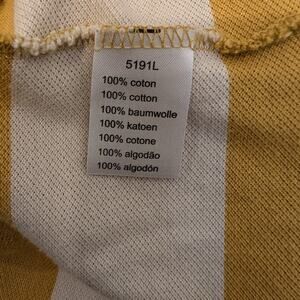 5191L
100% coton
100% cotton
100% baumwolle
100% katoen
100% cotone
100% algodão
100% algodón